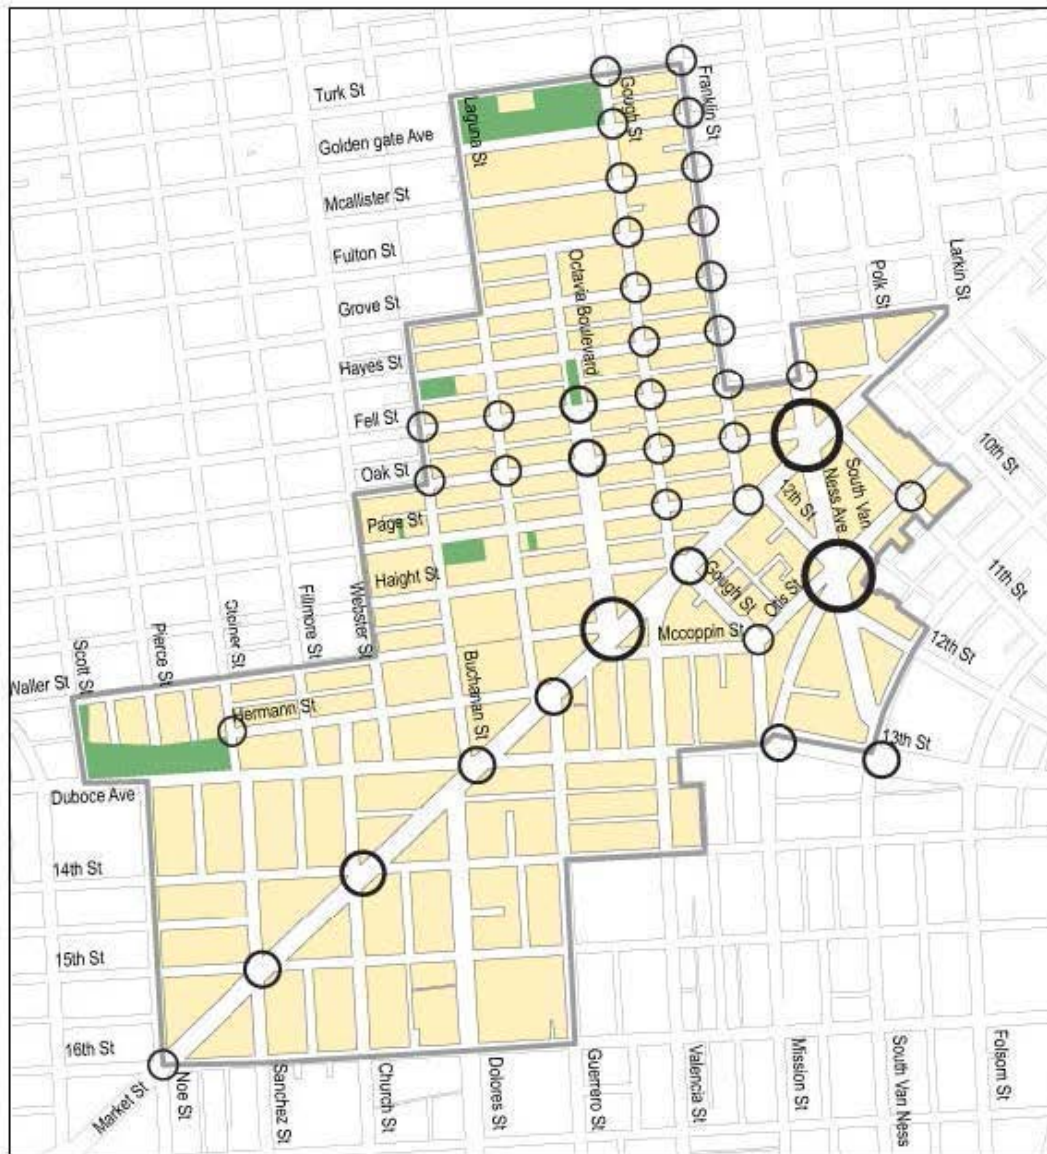 Turk St
Golden gate Ave
Mcallister St
Fulton St
Grove St
Hayes St
Fell St
Oak St
Page St
Haight St
Laguna St
Gough St
Franklin St
Octavia Boulevard
Polk St
Larkin St
10th St
11th St
12th St
13th St
12th St
South Van
Ness Ave
Gough St
Otis St
Mccoppin St
Webster St
Fillmore St
Steiner St
Pierce St
Scott St
Waller St
Hermann St
Buchanan St
Duboce Ave
14th St
15th St
16th St
Market St
Noe St
Sanchez St
Church St
Dolores St
Guerrero St
Valencia St
Mission St
South Van Ness
Folsom St